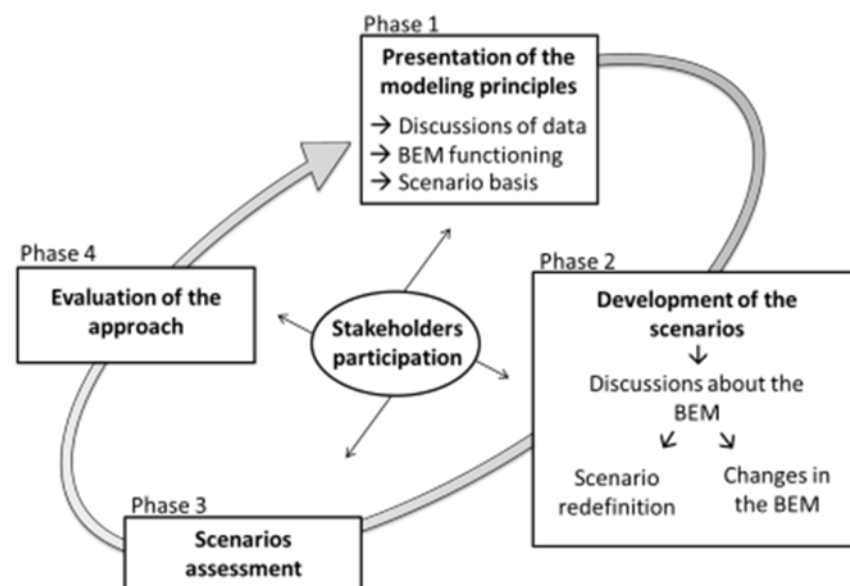 Phase 1
Presentation of the
modeling principles
→ Discussions of data
→ BEM functioning
→ Scenario basis
Phase 2
Development of the
scenarios
Discussions about the
BEM
Scenario
redefinition
Changes in
the BEM
Phase 3
Scenarios
assessment
Phase 4
Evaluation of the
approach
Stakeholders
participation